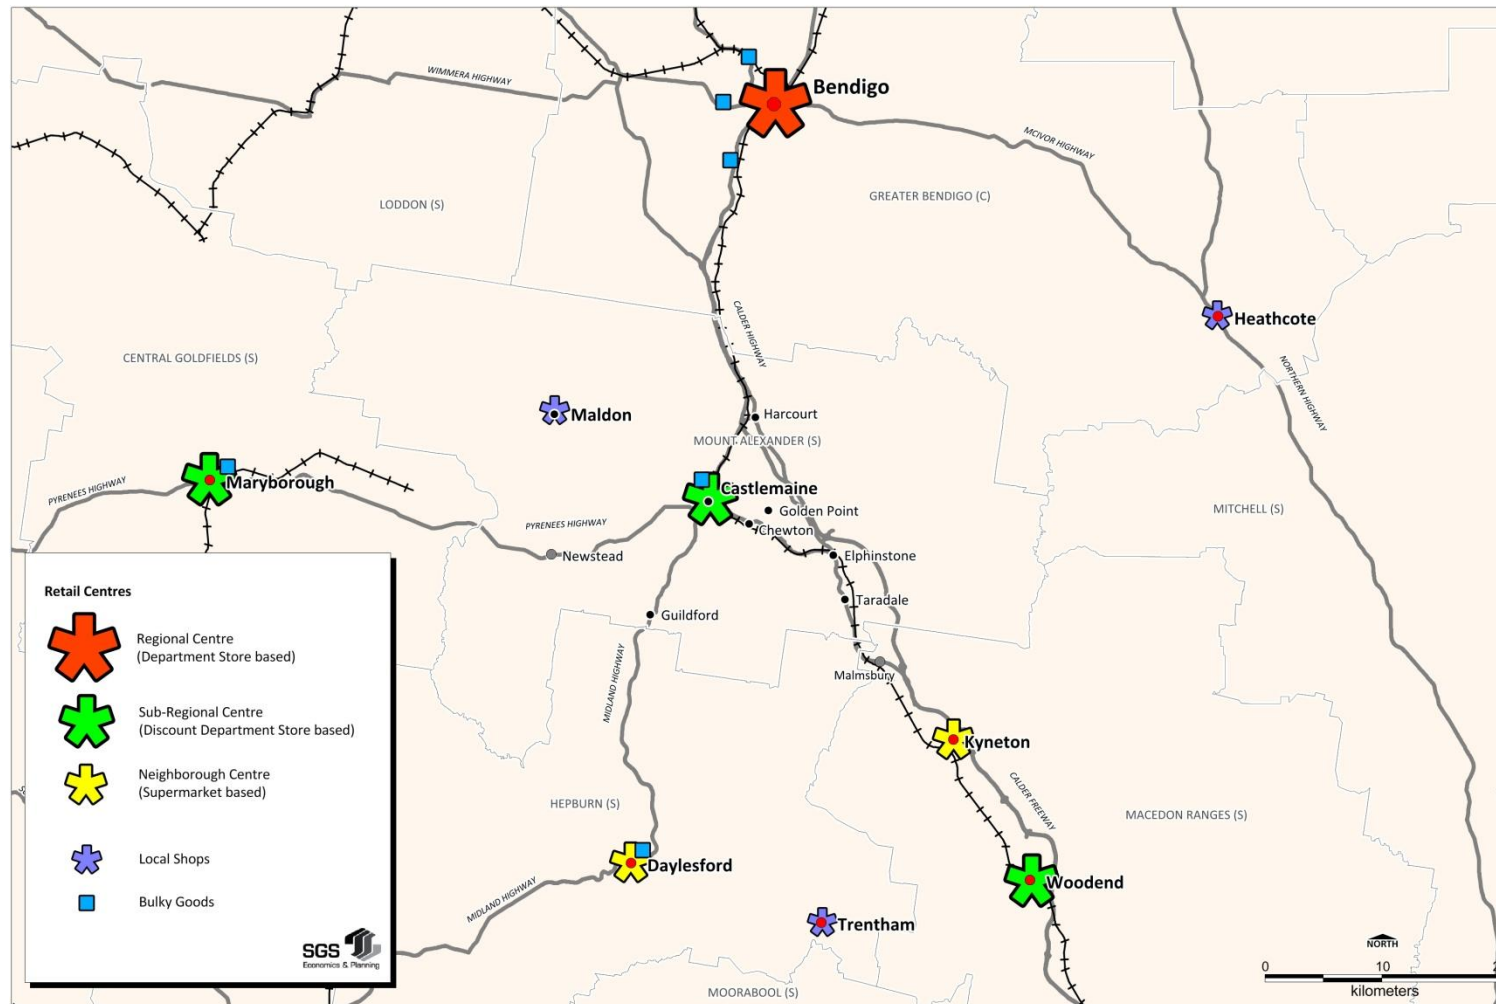 WIMMERA HIGHWAY
Bendigo
MCIVOR HIGHWAY
LODDON (S)
GREATER BENDIGO (C)
CALDER HIGHWAY
Heathcote
CENTRAL GOLDFIELDS (S)
NORTHERN HIGHWAY
Maldon
Harcourt
MOUNT ALEXANDER (S)
Maryborough
PYRENEES HIGHWAY
Castlemaine
Golden Point
MITCHELL (S)
PYRENEES HIGHWAY
Chewton
Newstead
Elphinstone
Taradale
Guildford
MIDLAND HIGHWAY
Malmsbury
Kyneton
CALDER FREEWAY
HEPBURN (S)
MACEDON RANGES (S)
Daylesford
Woodend
MIDLAND HIGHWAY
Trentham
MOORABOOL (S)
Retail Centres
Regional Centre
(Department Store based)
Sub-Regional Centre
(Discount Department Store based)
Neighborough Centre
(Supermarket based)
Local Shops
Bulky Goods
SGS
Economics & Planning
NORTH
0 10
kilometers